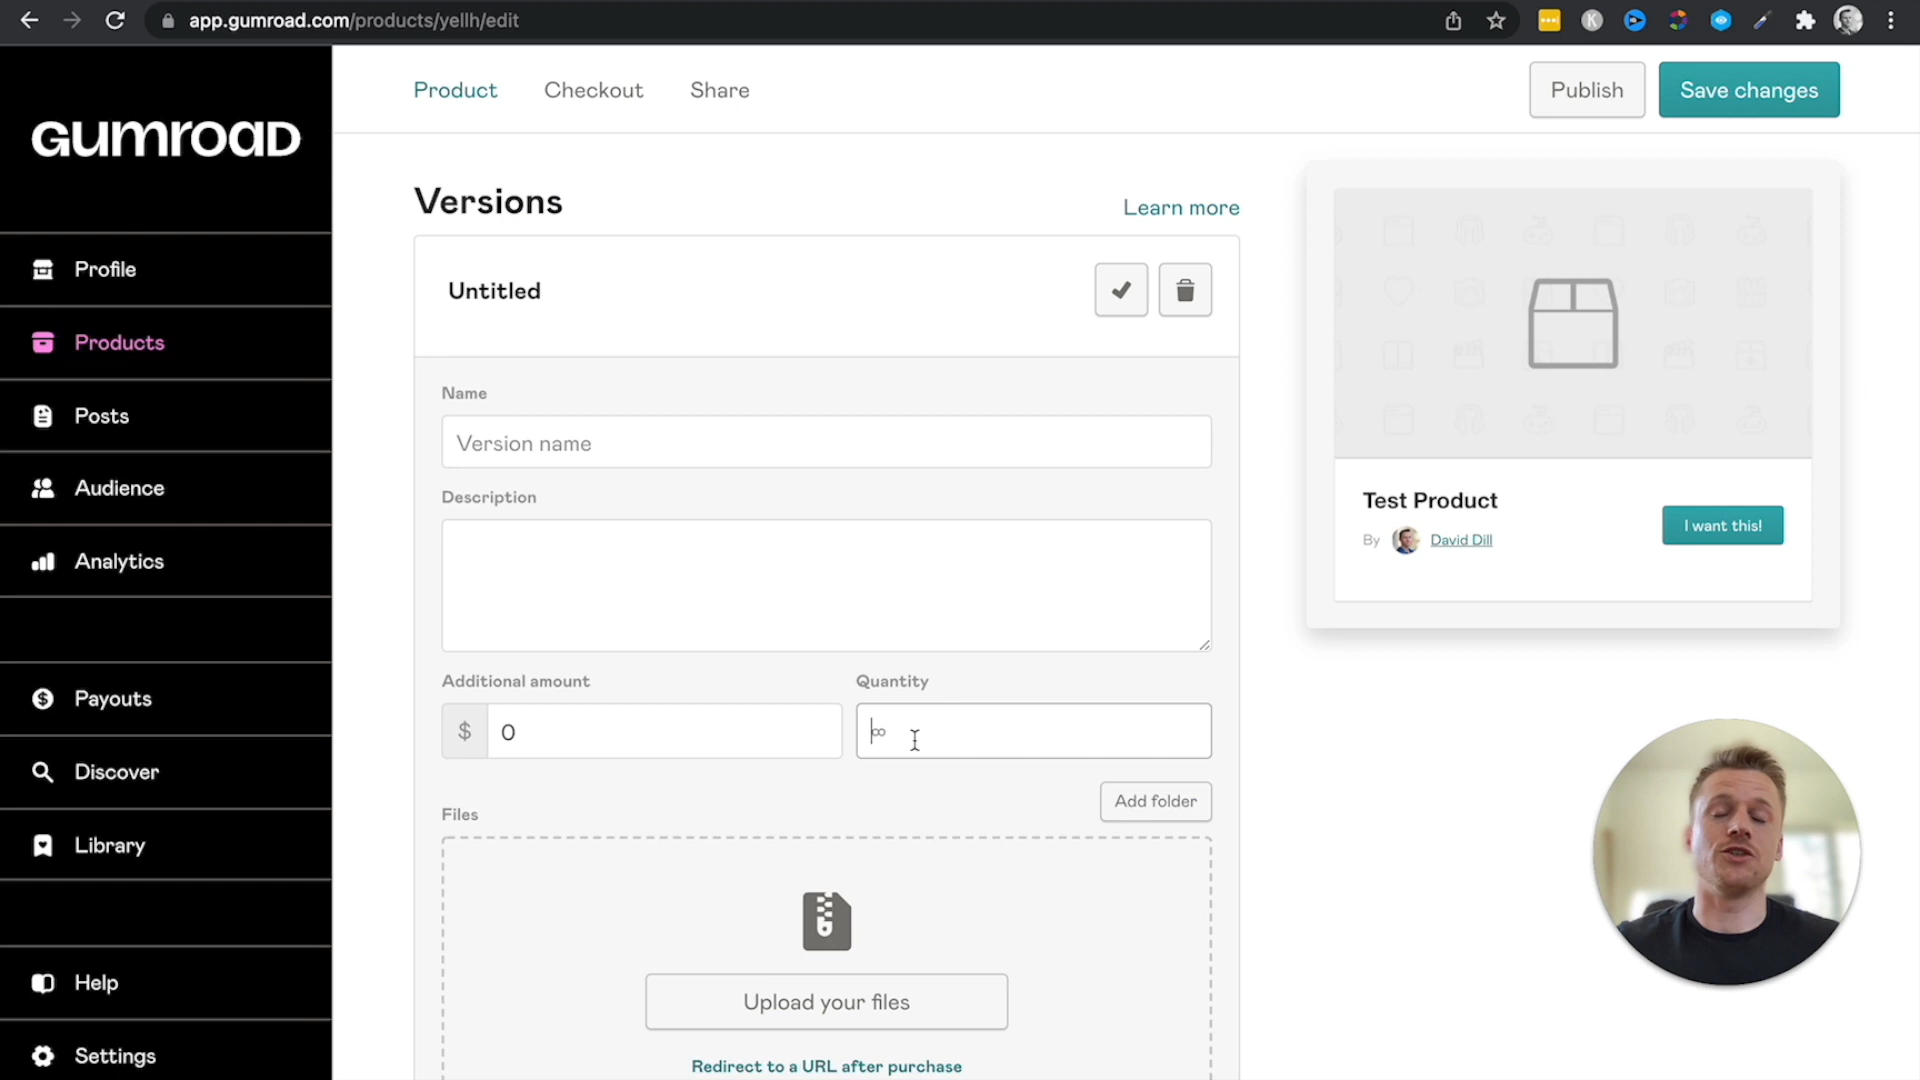 app.gumroad.com/products/yellh/edit
K
GUMROAD
Product
Checkout
Share
Publish
Save changes
Profile
Products
Posts
Audience
Analytics
Payouts
Discover
Library
Help
Settings
Versions
Learn more
Untitled
Name
Version name
Description
Additional amount
Quantity
$
0
∞
Files
Add folder
Upload your files
Redirect to a URL after purchase
Test Product
By David Dill
I want this!